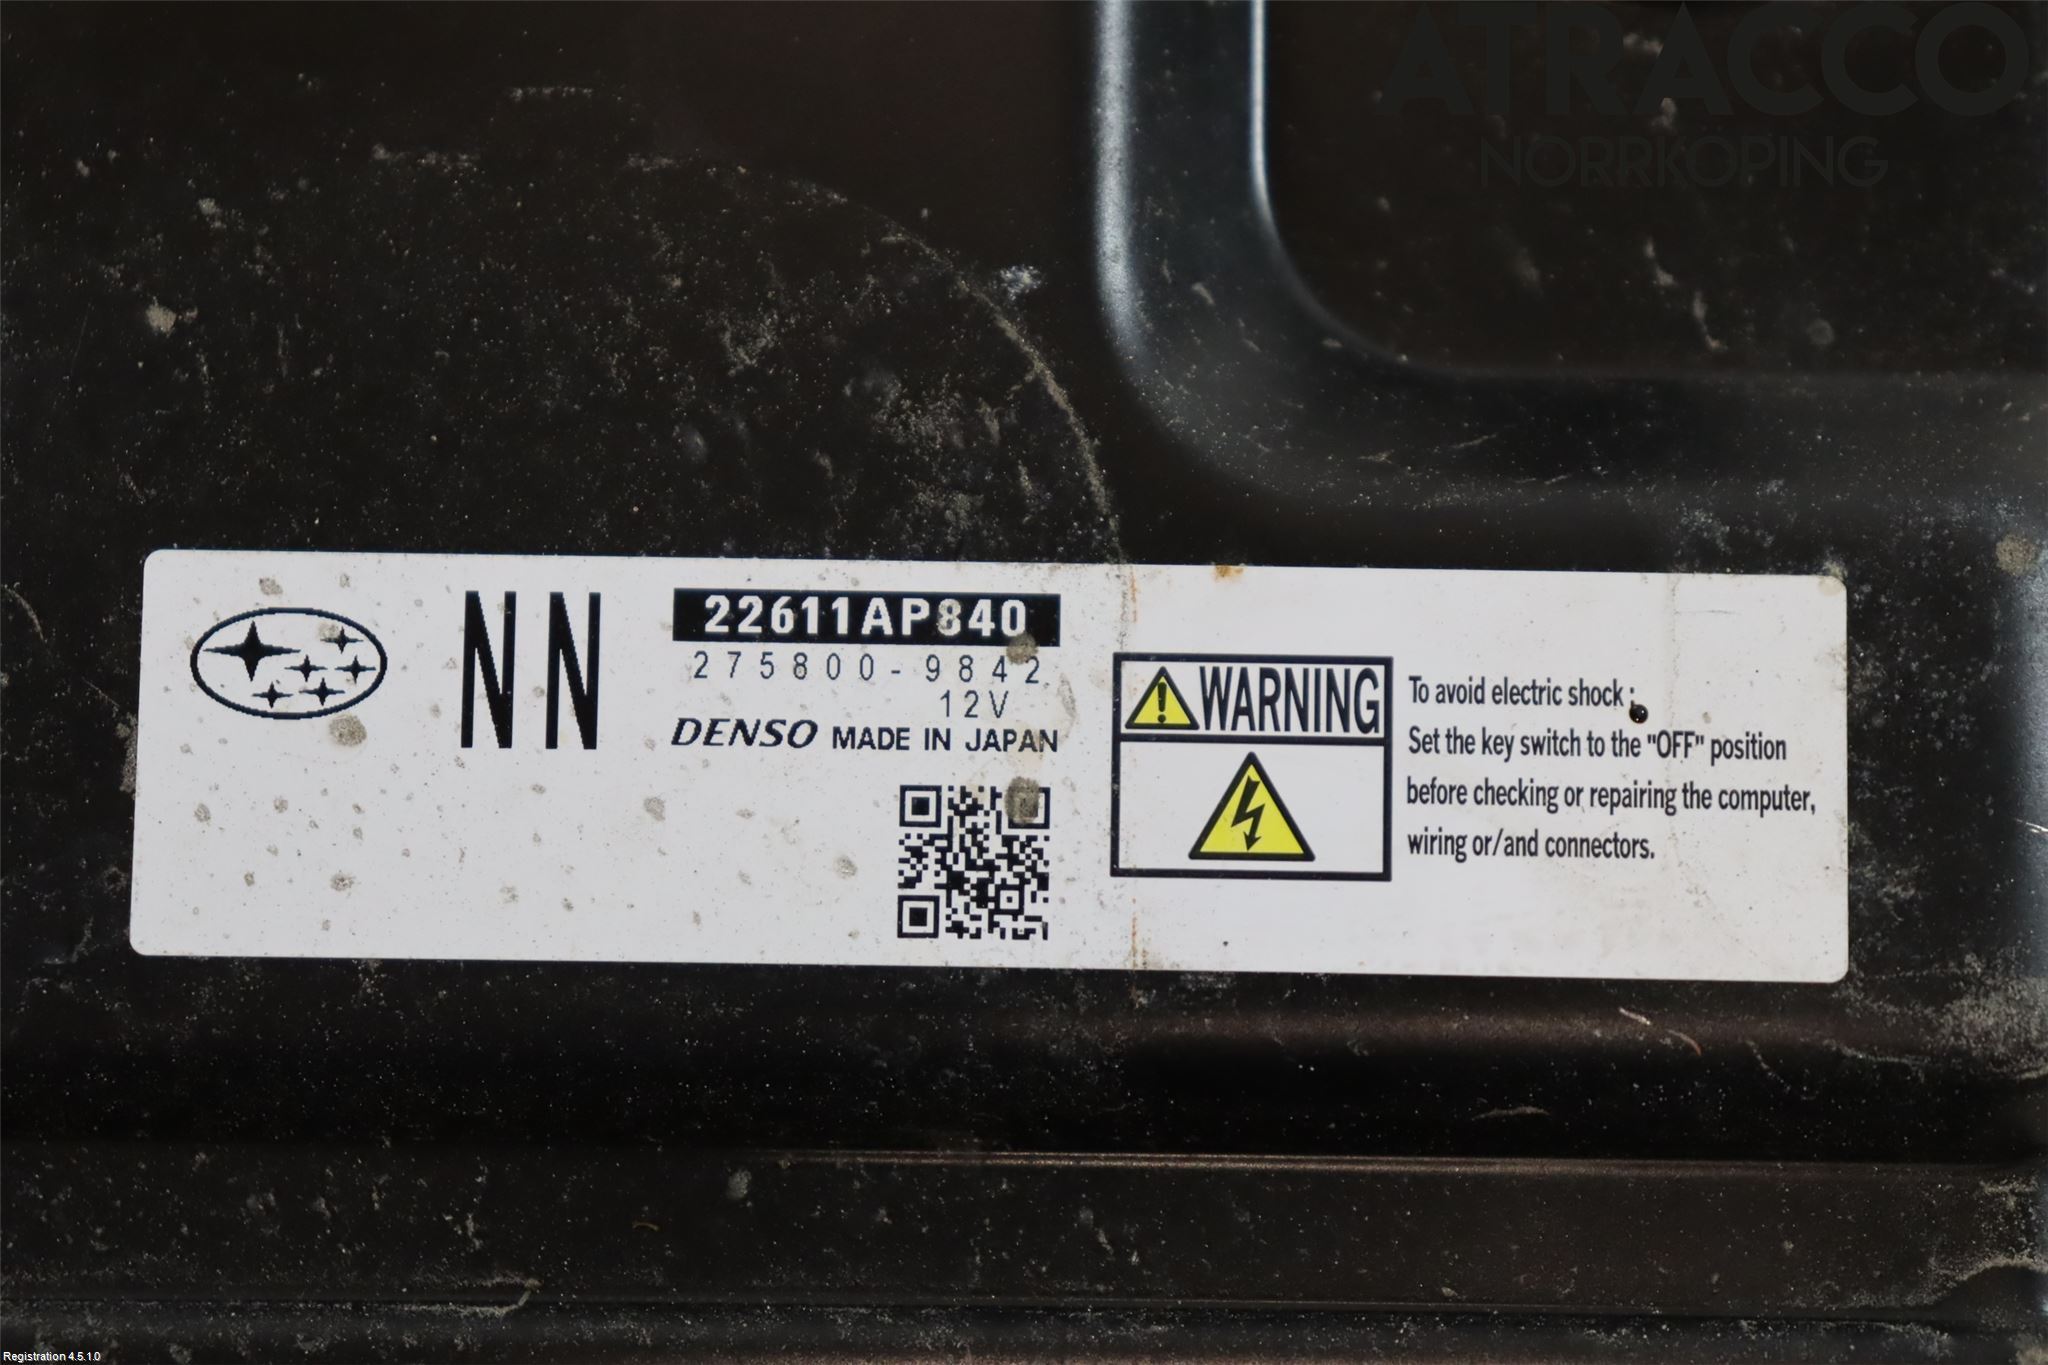 ATRACCO
NORRKÖPING
NN
22611AP840
275800-9842
12V
DENSO MADE IN JAPAN
WARNING
To avoid electric shock :
Set the key switch to the "OFF" position
before checking or repairing the computer,
wiring or/and connectors.
Registration 4.5.1.0